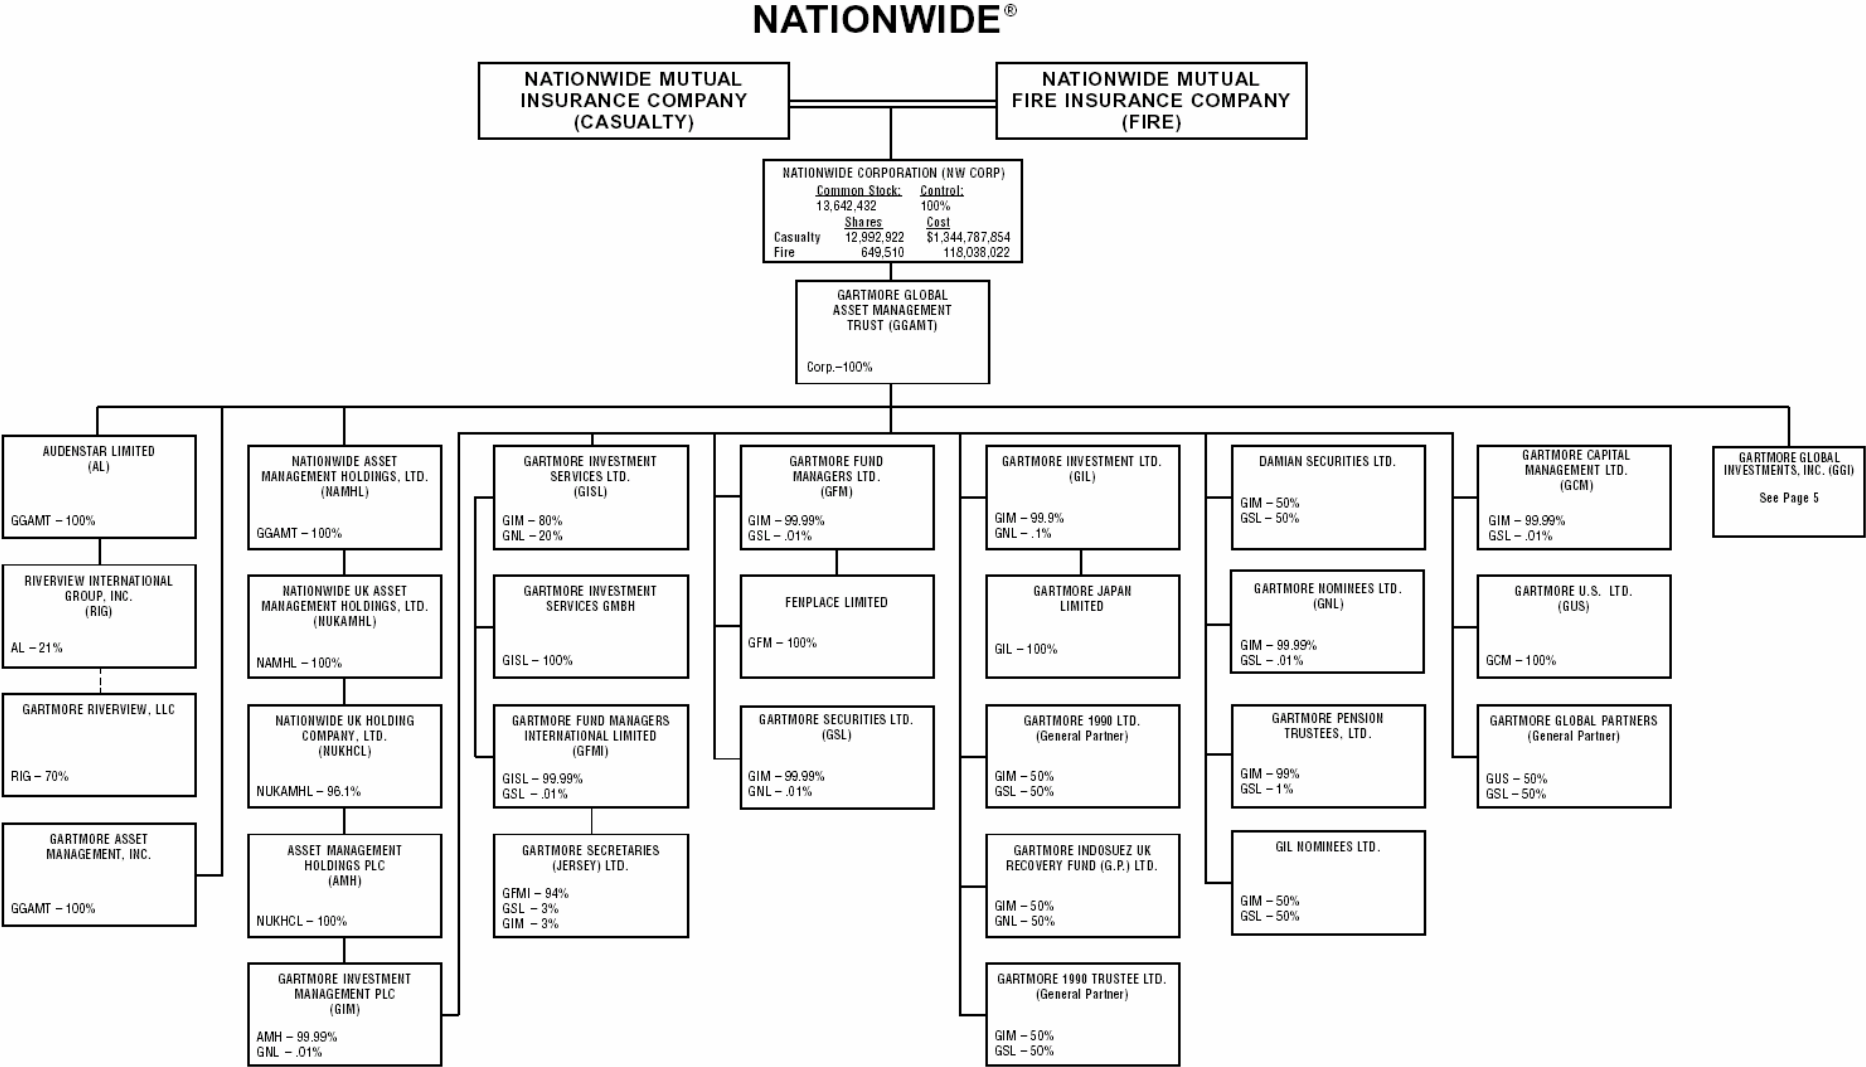 NATIONWIDE®
NATIONWIDE MUTUAL
INSURANCE COMPANY
(CASUALTY)
NATIONWIDE MUTUAL
FIRE INSURANCE COMPANY
(FIRE)
NATIONWIDE CORPORATION (NW CORP)
Common Stock: Control:
13,642,432 100%
Shares Cost
Casualty 12,992,922 $1,344,787,854
Fire 649,510 118,038,022
GARTMORE GLOBAL
ASSET MANAGEMENT
TRUST (GGAMT)
Corp.–100%
AUDENSTAR LIMITED
(AL)
GGAMT – 100%
RIVERVIEW INTERNATIONAL
GROUP, INC.
(RIG)
AL – 21%
GARTMORE RIVERVIEW, LLC
RIG – 70%
GARTMORE ASSET
MANAGEMENT, INC.
GGAMT – 100%
NATIONWIDE ASSET
MANAGEMENT HOLDINGS, LTD.
(NAMHL)
GGAMT – 100%
NATIONWIDE UK ASSET
MANAGEMENT HOLDINGS, LTD.
(NUKAMHL)
NAMHL – 100%
NATIONWIDE UK HOLDING
COMPANY, LTD.
(NUKHCL)
NUKAMHL – 96.1%
ASSET MANAGEMENT
HOLDINGS PLC
(AMH)
NUKHCL – 100%
GARTMORE INVESTMENT
MANAGEMENT PLC
(GIM)
AMH – 99.99%
GNL – .01%
GARTMORE INVESTMENT
SERVICES LTD.
(GISL)
GIM – 80%
GNL – 20%
GARTMORE INVESTMENT
SERVICES GMBH
GISL – 100%
GARTMORE FUND MANAGERS
INTERNATIONAL LIMITED
(GFMI)
GISL – 99.99%
GSL – .01%
GARTMORE SECRETARIES
(JERSEY) LTD.
GFMI – 94%
GSL – 3%
GIM – 3%
GARTMORE FUND
MANAGERS LTD.
(GFM)
GIM – 99.99%
GSL – .01%
FENPLACE LIMITED
GFM – 100%
GARTMORE SECURITIES LTD.
(GSL)
GIM – 99.99%
GNL – .01%
GARTMORE INVESTMENT LTD.
(GIL)
GIM – 99.9%
GNL – .1%
GARTMORE JAPAN
LIMITED
GIL – 100%
GARTMORE 1990 LTD.
(General Partner)
GIM – 50%
GSL – 50%
GARTMORE INDOSUEZ UK
RECOVERY FUND (G.P.) LTD.
GIM – 50%
GNL – 50%
GARTMORE 1990 TRUSTEE LTD.
(General Partner)
GIM – 50%
GSL – 50%
DAMIAN SECURITIES LTD.
GIM – 50%
GSL – 50%
GARTMORE NOMINEES LTD.
(GNL)
GIM – 99.99%
GSL – .01%
GARTMORE PENSION
TRUSTEES, LTD.
GIM – 99%
GSL – 1%
GIL NOMINEES LTD.
GIM – 50%
GSL – 50%
GARTMORE CAPITAL
MANAGEMENT LTD.
(GCM)
GIM – 99.99%
GSL – .01%
GARTMORE U.S. LTD.
(GUS)
GCM – 100%
GARTMORE GLOBAL PARTNERS
(General Partner)
GUS – 50%
GSL – 50%
GARTMORE GLOBAL
INVESTMENTS, INC. (GGI)
See Page 5